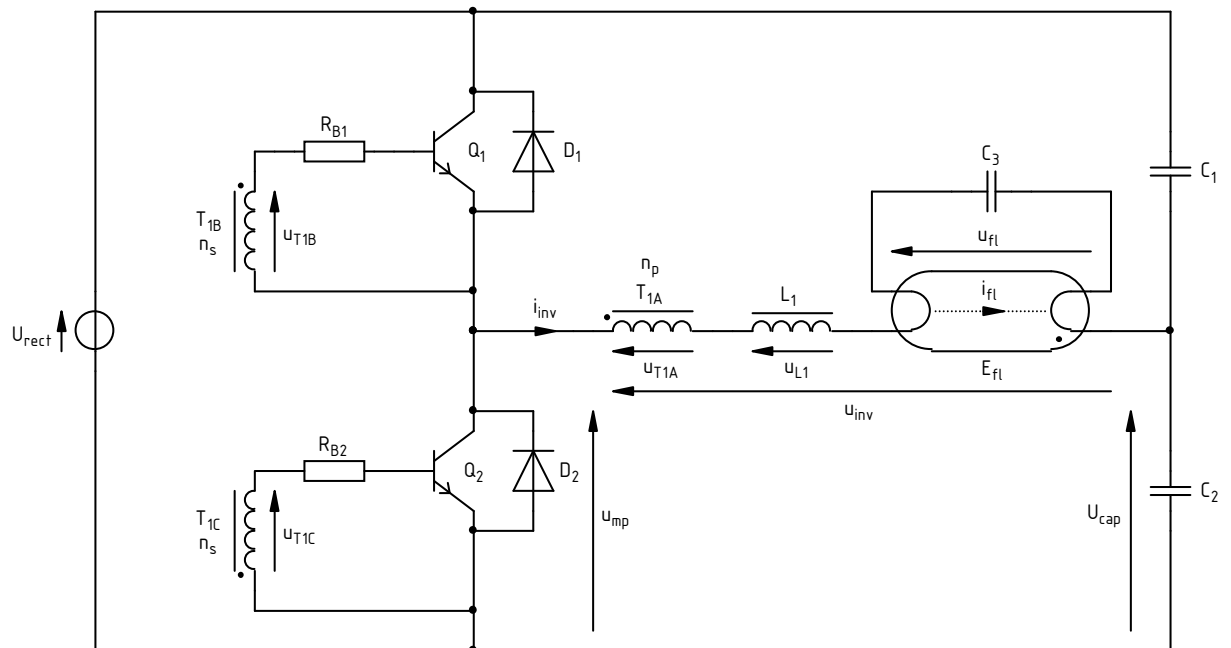 R_B1
Q_1
D_1
C_3
C_1
T_1B
n_s
u_T1B
u_fl
n_p
T_1A
L_1
i_inv
i_fl
U_rect
u_T1A
u_L1
E_fl
u_inv
R_B2
Q_2
D_2
C_2
T_1C
n_s
u_T1C
u_mp
U_cap